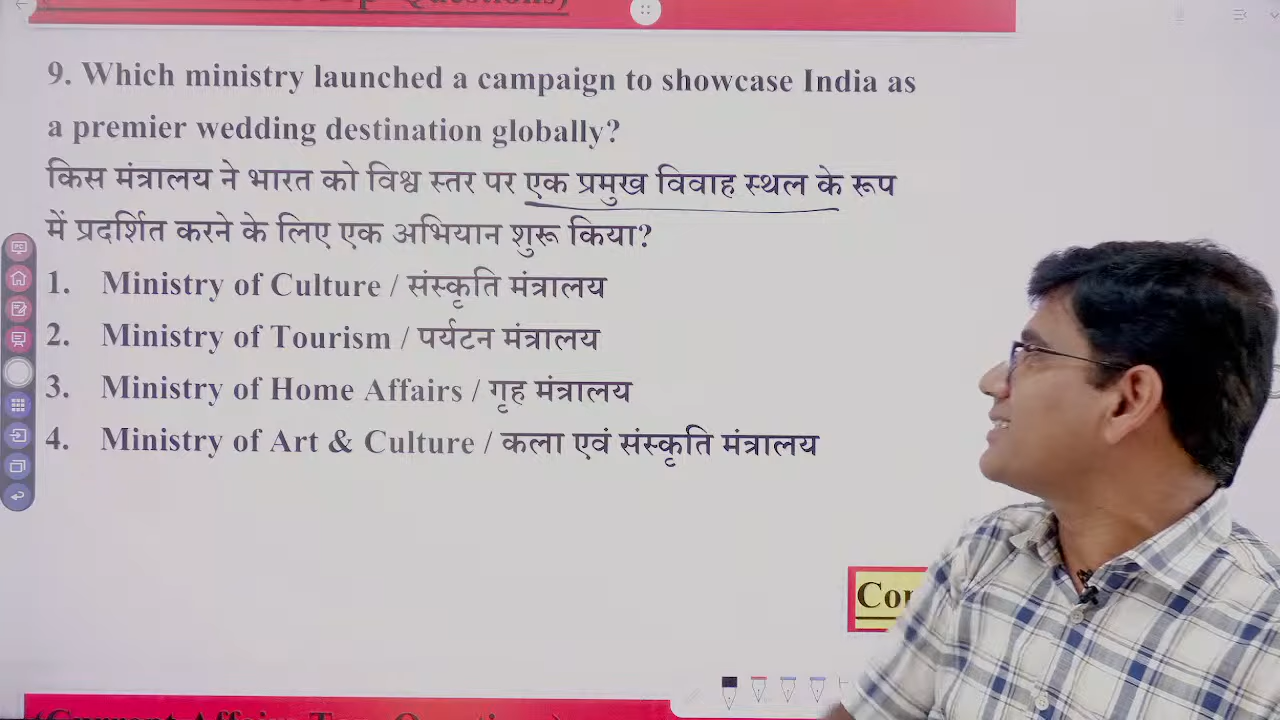 9. Which ministry launched a campaign to showcase India as
a premier wedding destination globally?
किस मंत्रालय ने भारत को विश्व स्तर पर एक प्रमुख विवाह स्थल के रूप
में प्रदर्शित करने के लिए एक अभियान शुरू किया?
1. Ministry of Culture / संस्कृति मंत्रालय
2. Ministry of Tourism / पर्यटन मंत्रालय
3. Ministry of Home Affairs / गृह मंत्रालय
4. Ministry of Art & Culture / कला एवं संस्कृति मंत्रालय